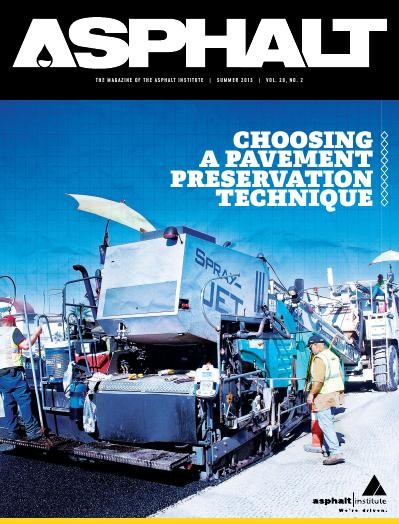 ASPHALT
THE MAGAZINE OF THE ASPHALT INSTITUTE | SUMMER 2013 | VOL. 28, NO. 2
CHOOSING
A PAVEMENT
PRESERVATION
TECHNIQUE
SPRAY
JET
asphalt institute
We're driven.